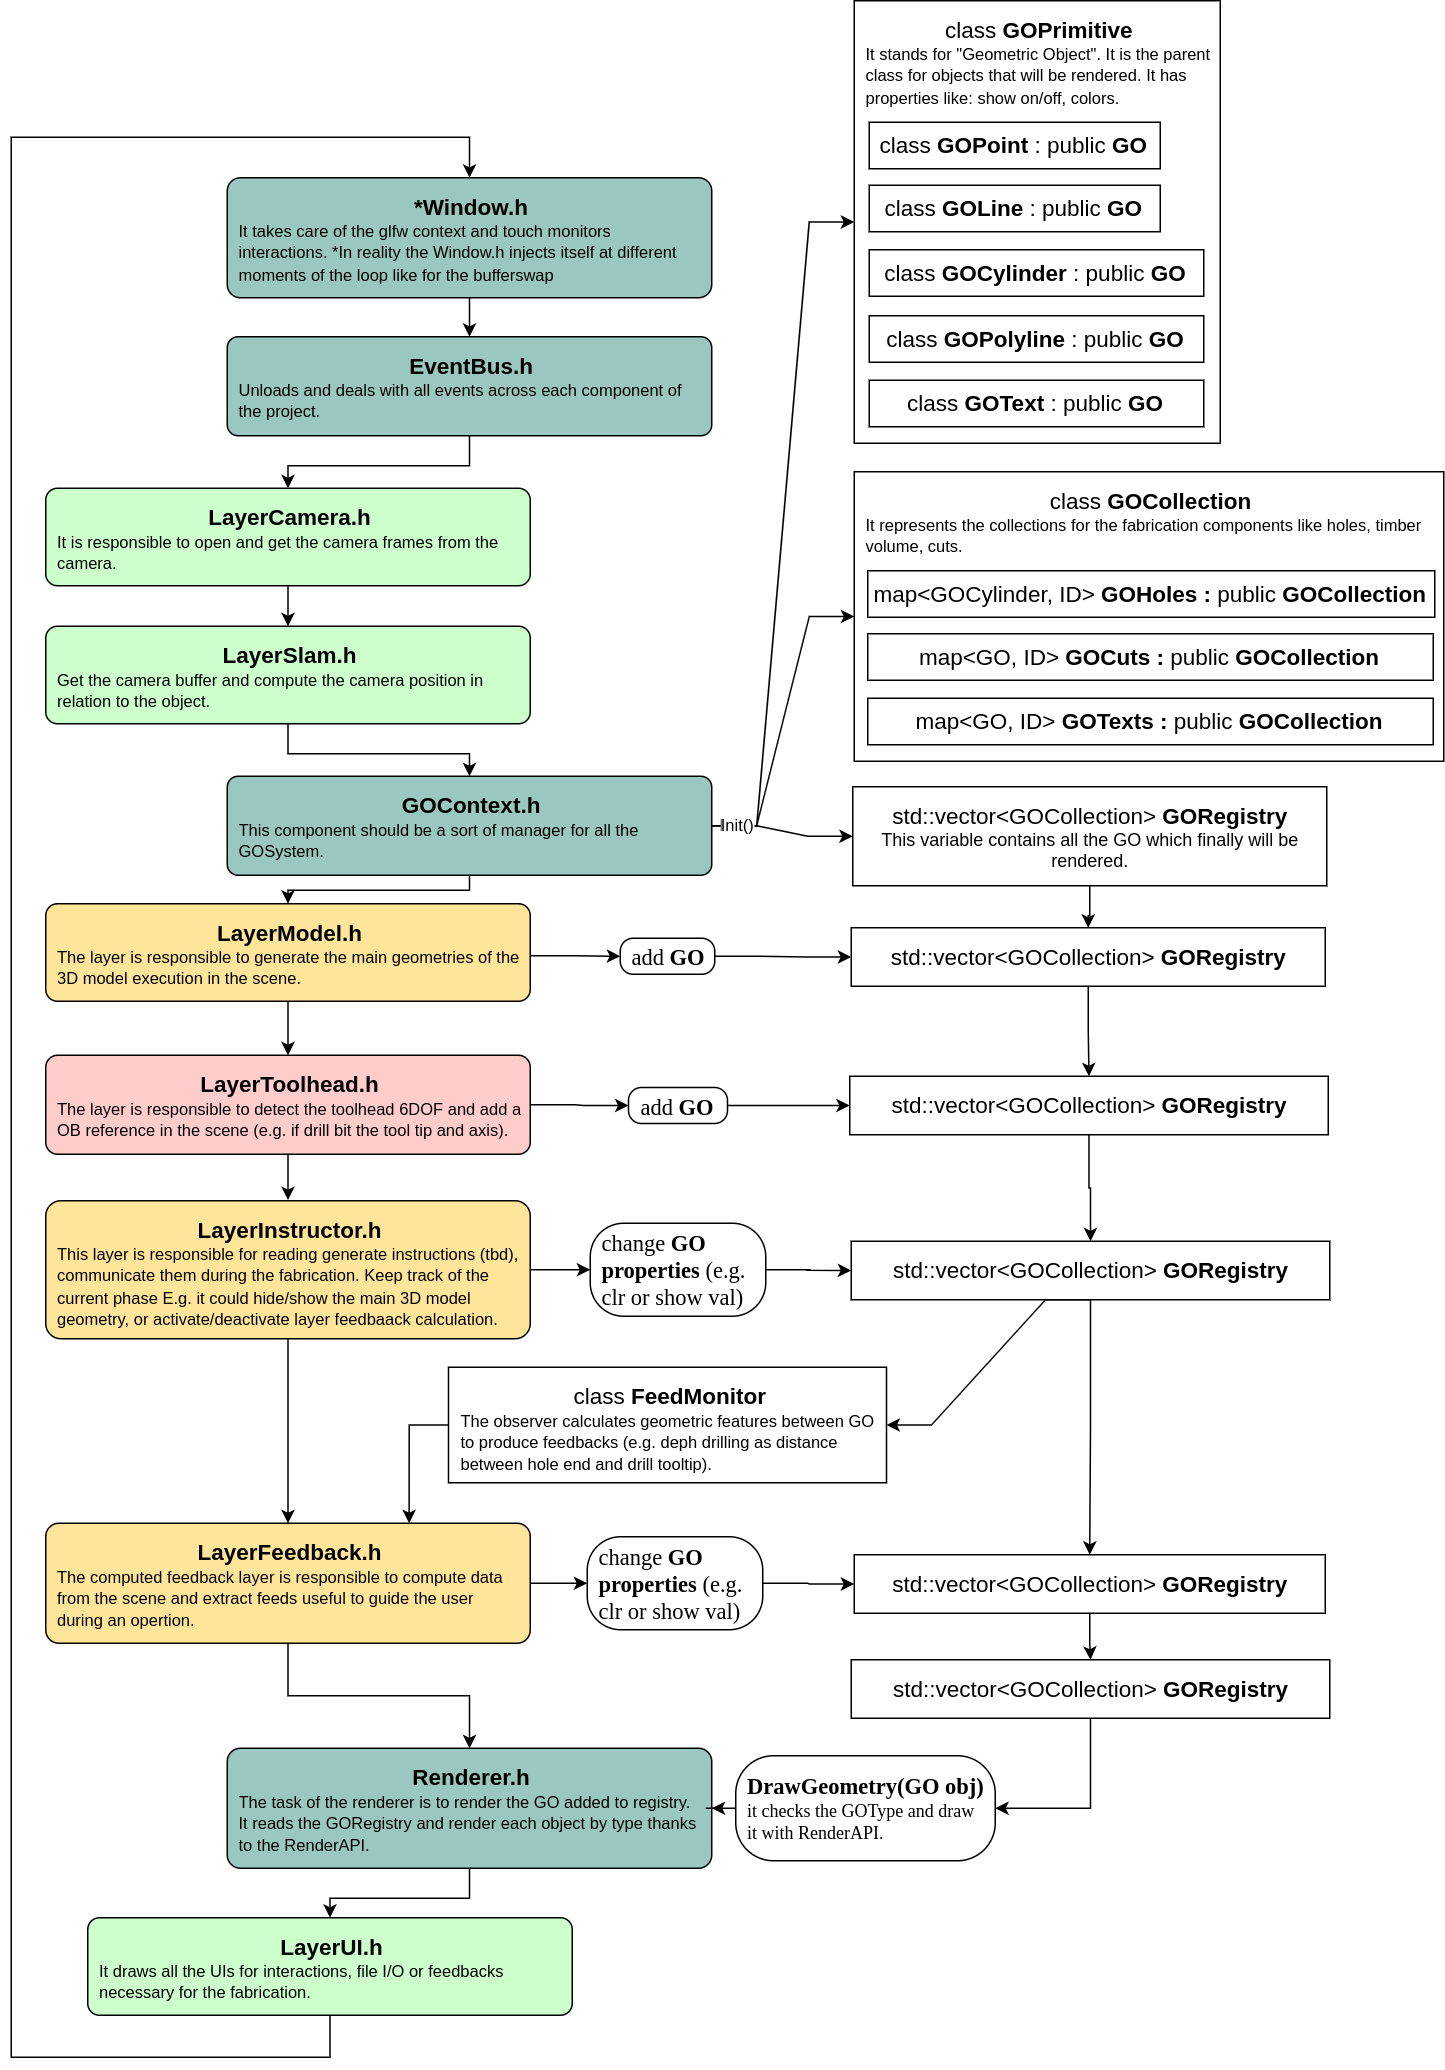 class GOPrimitive
It stands for "Geometric Object". It is the parent
class for objects that will be rendered. It has
properties like: show on/off, colors.
class GOPoint : public GO
class GOLine : public GO
class GOCylinder : public GO
class GOPolyline : public GO
class GOText : public GO
*Window.h
It takes care of the glfw context and touch monitors
interactions. *In reality the Window.h injects itself at different
moments of the loop like for the bufferswap
EventBus.h
Unloads and deals with all events across each component of
the project.
class GOCollection
It represents the collections for the fabrication components like holes, timber
volume, cuts.
map<GOCylinder, ID> GOHoles : public GOCollection
map<GO, ID> GOCuts : public GOCollection
map<GO, ID> GOTexts : public GOCollection
LayerCamera.h
It is responsible to open and get the camera frames from the
camera.
LayerSlam.h
Get the camera buffer and compute the camera position in
relation to the object.
GOContext.h
This component should be a sort of manager for all the
GOSystem.
Init()
std::vector<GOCollection> GORegistry
This variable contains all the GO which finally will be
rendered.
LayerModel.h
The layer is responsible to generate the main geometries of the
3D model execution in the scene.
add GO
std::vector<GOCollection> GORegistry
LayerToolhead.h
The layer is responsible to detect the toolhead 6DOF and add a
OB reference in the scene (e.g. if drill bit the tool tip and axis).
add GO
std::vector<GOCollection> GORegistry
LayerInstructor.h
This layer is responsible for reading generate instructions (tbd),
communicate them during the fabrication. Keep track of the
current phase E.g. it could hide/show the main 3D model
geometry, or activate/deactivate layer feedbaack calculation.
change GO
properties (e.g.
clr or show val)
std::vector<GOCollection> GORegistry
class FeedMonitor
The observer calculates geometric features between GO
to produce feedbacks (e.g. deph drilling as distance
between hole end and drill tooltip).
LayerFeedback.h
The computed feedback layer is responsible to compute data
from the scene and extract feeds useful to guide the user
during an opertion.
change GO
properties (e.g.
clr or show val)
std::vector<GOCollection> GORegistry
std::vector<GOCollection> GORegistry
Renderer.h
The task of the renderer is to render the GO added to registry.
It reads the GORegistry and render each object by type thanks
to the RenderAPI.
DrawGeometry(GO obj)
it checks the GOType and draw
it with RenderAPI.
LayerUI.h
It draws all the UIs for interactions, file I/O or feedbacks
necessary for the fabrication.